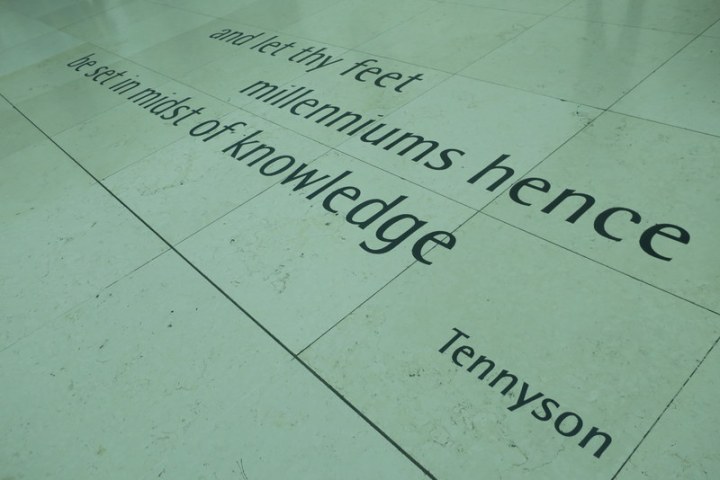 and let thy feet
millenniums hence
be set in midst of knowledge
Tennyson